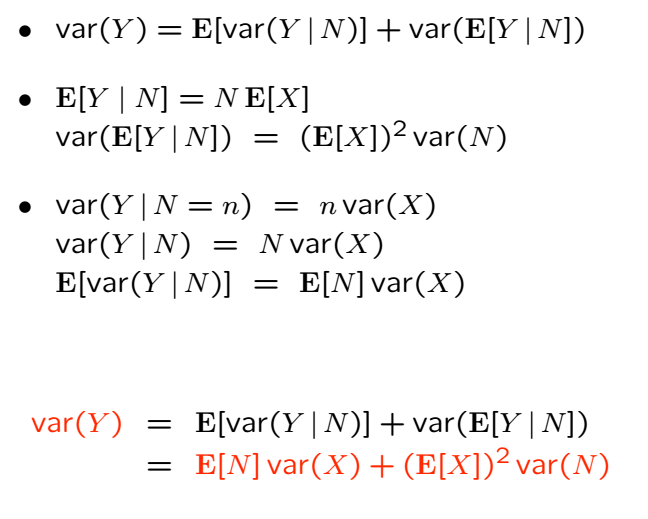 • var(Y) = E[var(Y | N)] + var(E[Y | N])
• E[Y | N] = N E[X]
var(E[Y | N]) = (E[X])² var(N)
• var(Y | N = n) = n var(X)
var(Y | N) = N var(X)
E[var(Y | N)] = E[N] var(X)
var(Y) = E[var(Y | N)] + var(E[Y | N])
= E[N] var(X) + (E[X])² var(N)